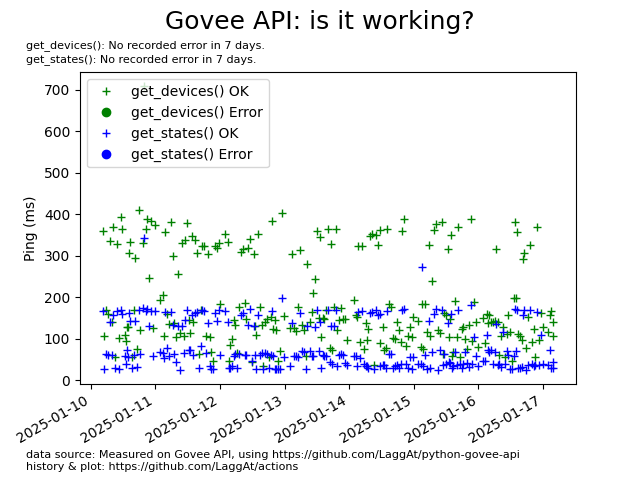 Govee API: is it working?
get_devices(): No recorded error in 7 days.
get_states(): No recorded error in 7 days.
700
600
500
400
300
200
100
0
Ping (ms)
get_devices() OK
get_devices() Error
get_states() OK
get_states() Error
2025-01-10
2025-01-11
2025-01-12
2025-01-13
2025-01-14
2025-01-15
2025-01-16
2025-01-17
data source: Measured on Govee API, using https://github.com/LaggAt/python-govee-api
history & plot: https://github.com/LaggAt/actions